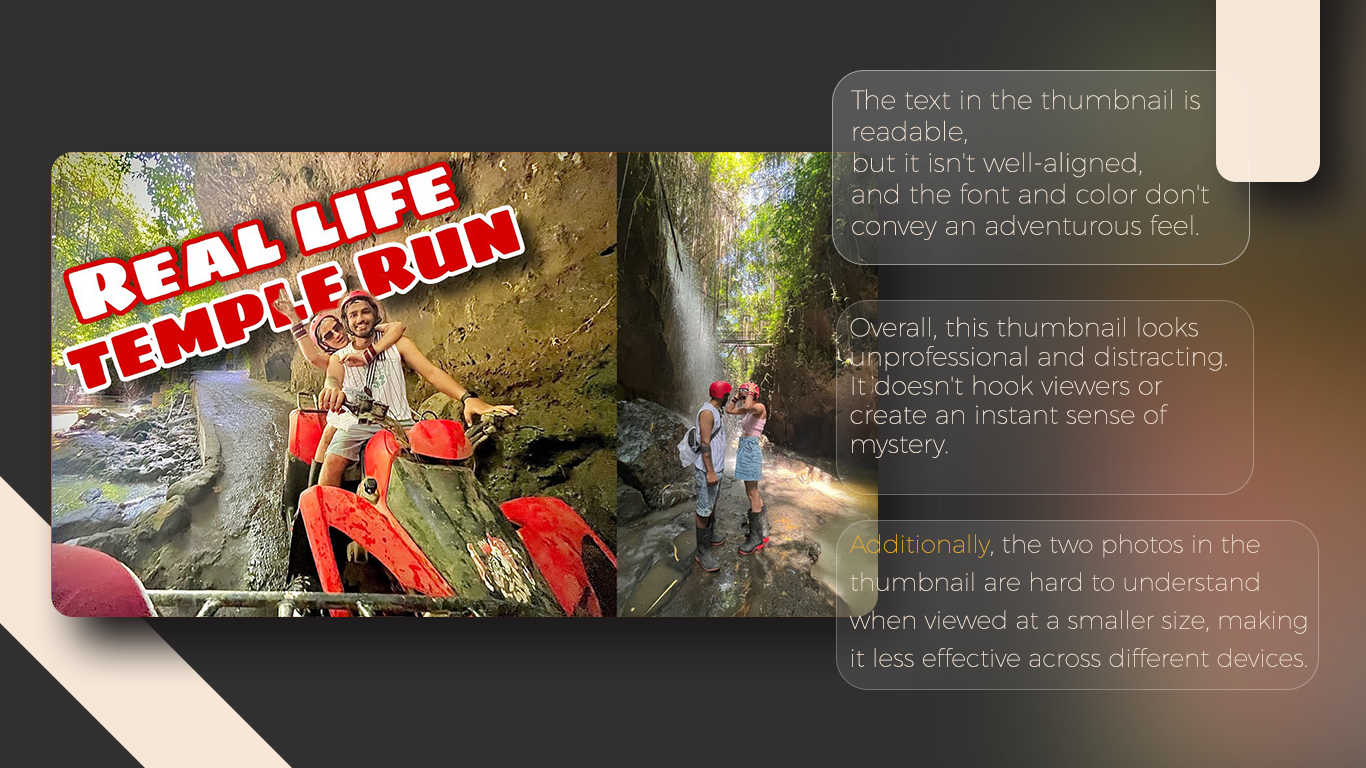 REAL LIFE
TEMPLE RUN
The text in the thumbnail is
readable,
but it isn't well-aligned,
and the font and color don't
convey an adventurous feel.
Overall, this thumbnail looks
unprofessional and distracting.
It doesn't hook viewers or
create an instant sense of
mystery.
Additionally, the two photos in the
thumbnail are hard to understand
when viewed at a smaller size, making
it less effective across different devices.